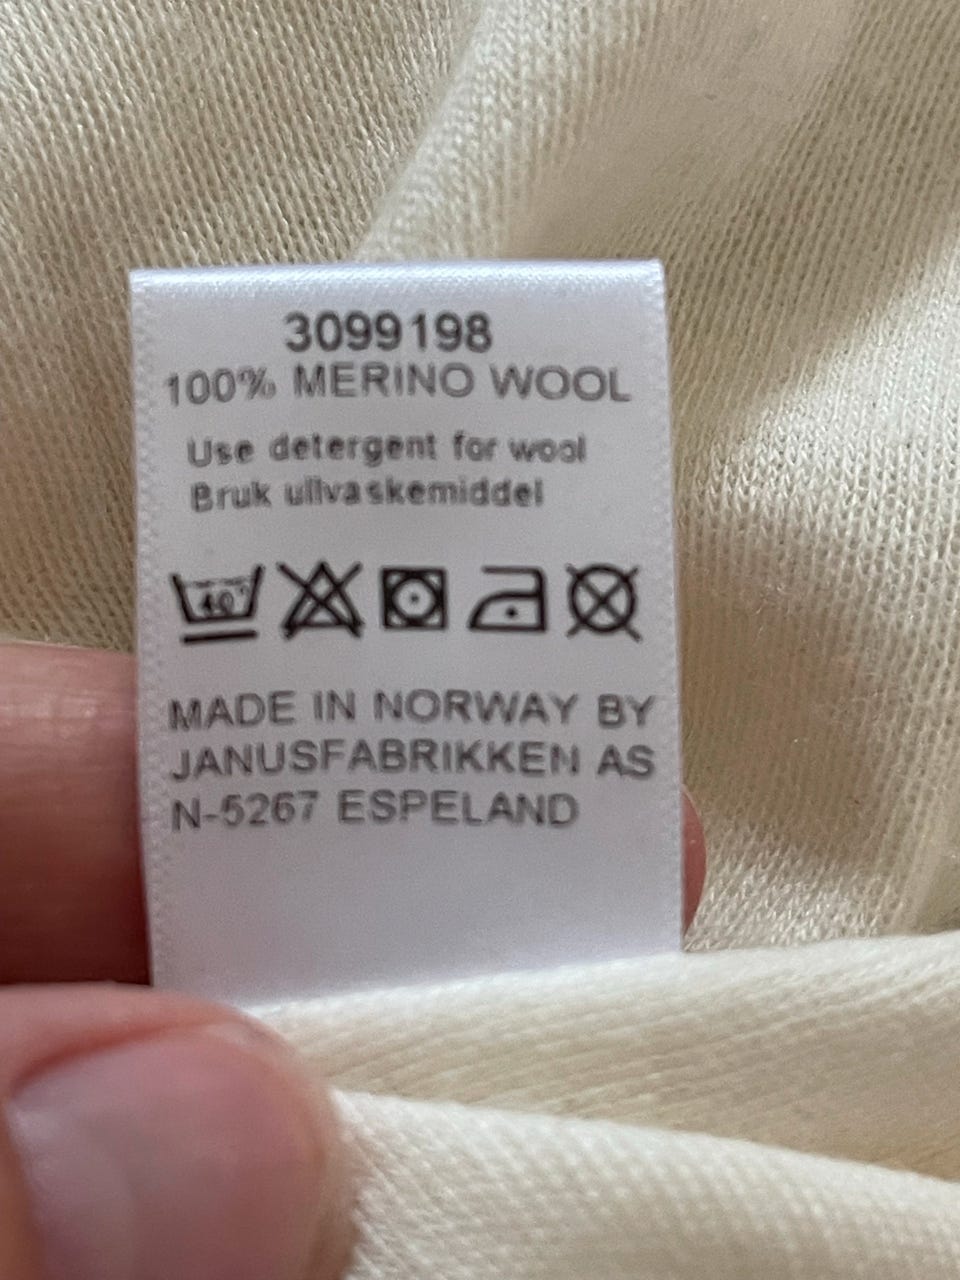 3099198
100% MERINO WOOL
Use detergent for wool
Bruk ullvaskemiddel
40°
MADE IN NORWAY BY
JANUSFABRIKKEN AS
N-5267 ESPELAND